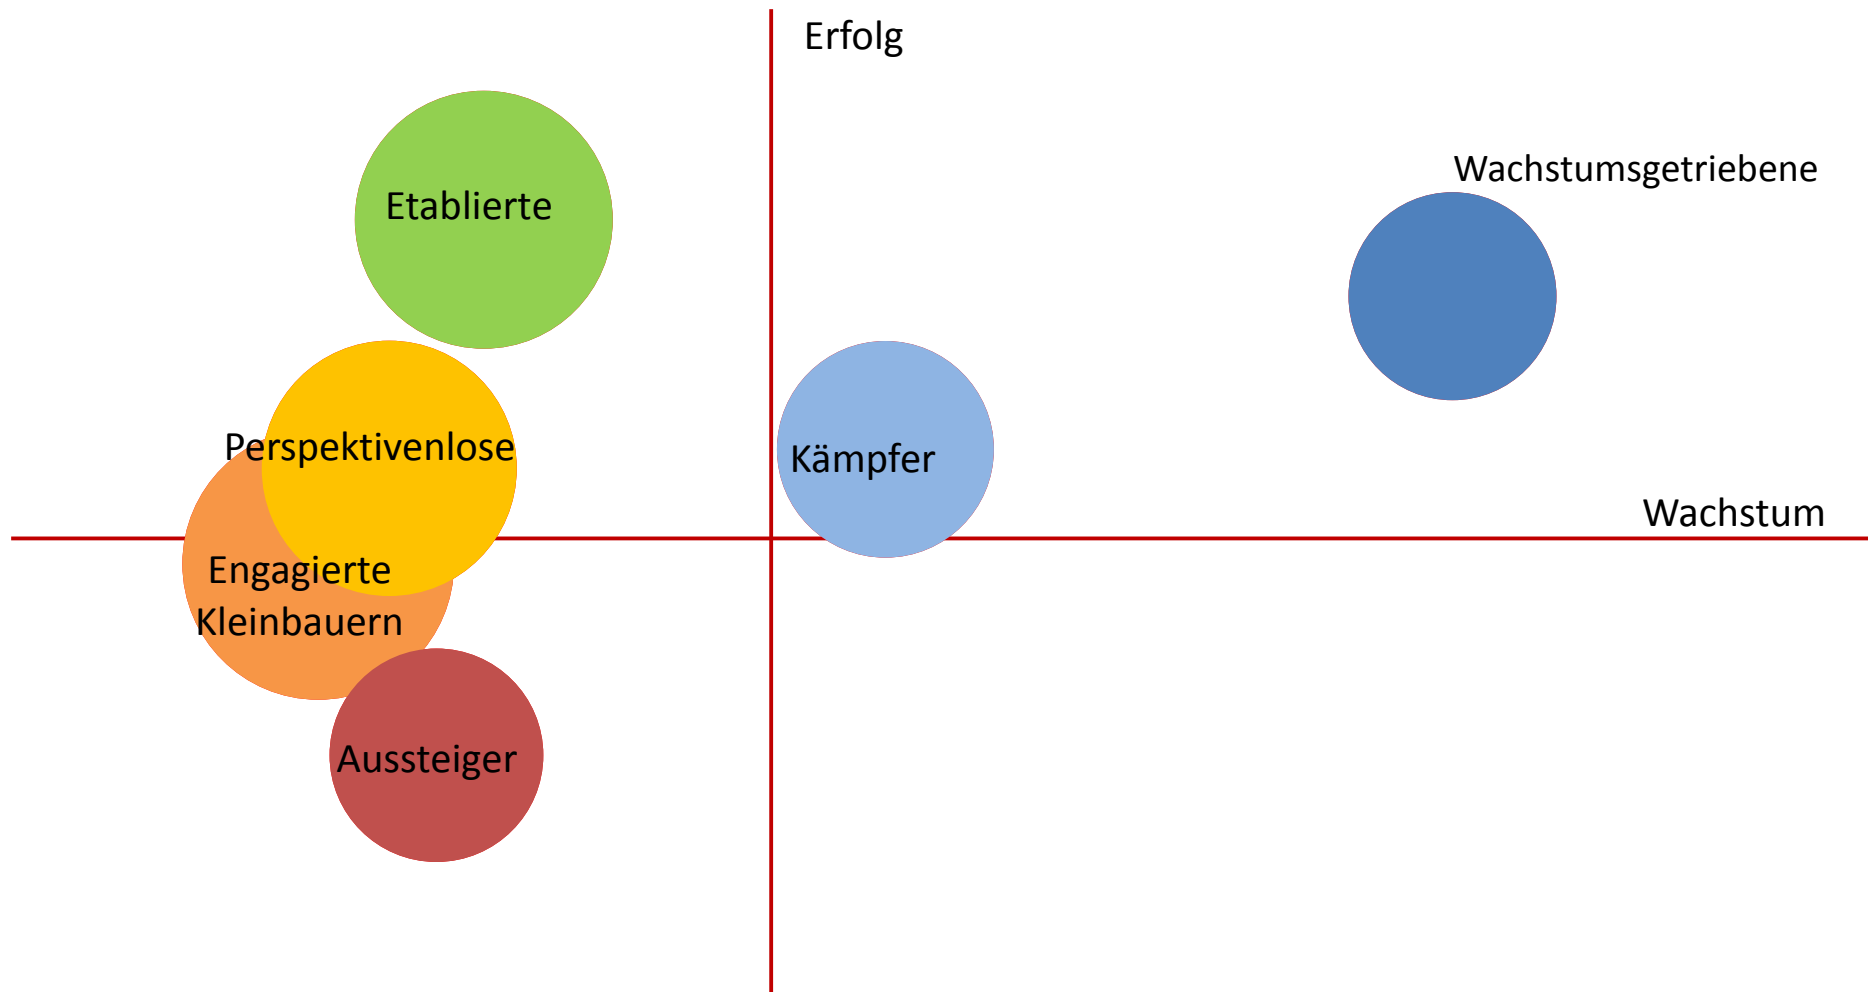 Erfolg
Wachstumsgetriebene
Etablierte
Perspektivenlose
Kämpfer
Wachstum
Engagierte
Kleinbauern
Aussteiger